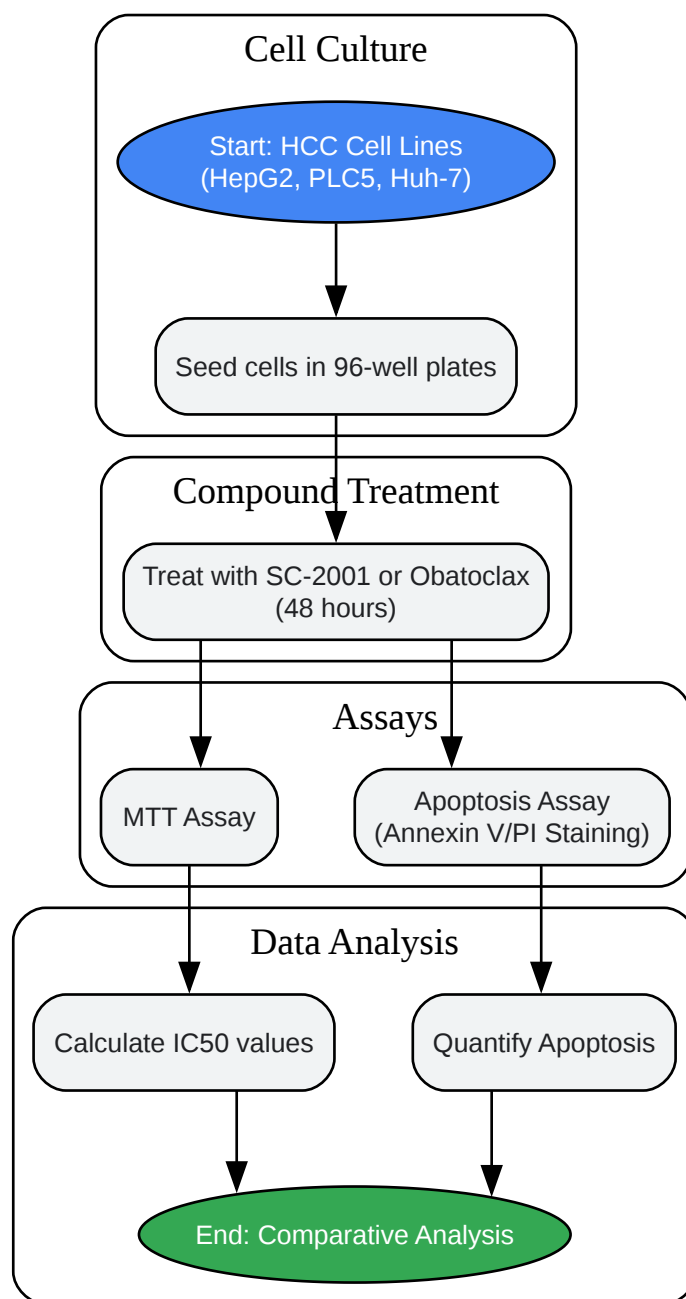 Cell Culture
Start: HCC Cell Lines
(HepG2, PLC5, Huh-7)
Seed cells in 96-well plates
Compound Treatment
Treat with SC-2001 or Obatoclax
(48 hours)
Assays
MTT Assay
Apoptosis Assay
(Annexin V/PI Staining)
Data Analysis
Calculate IC50 values
Quantify Apoptosis
End: Comparative Analysis